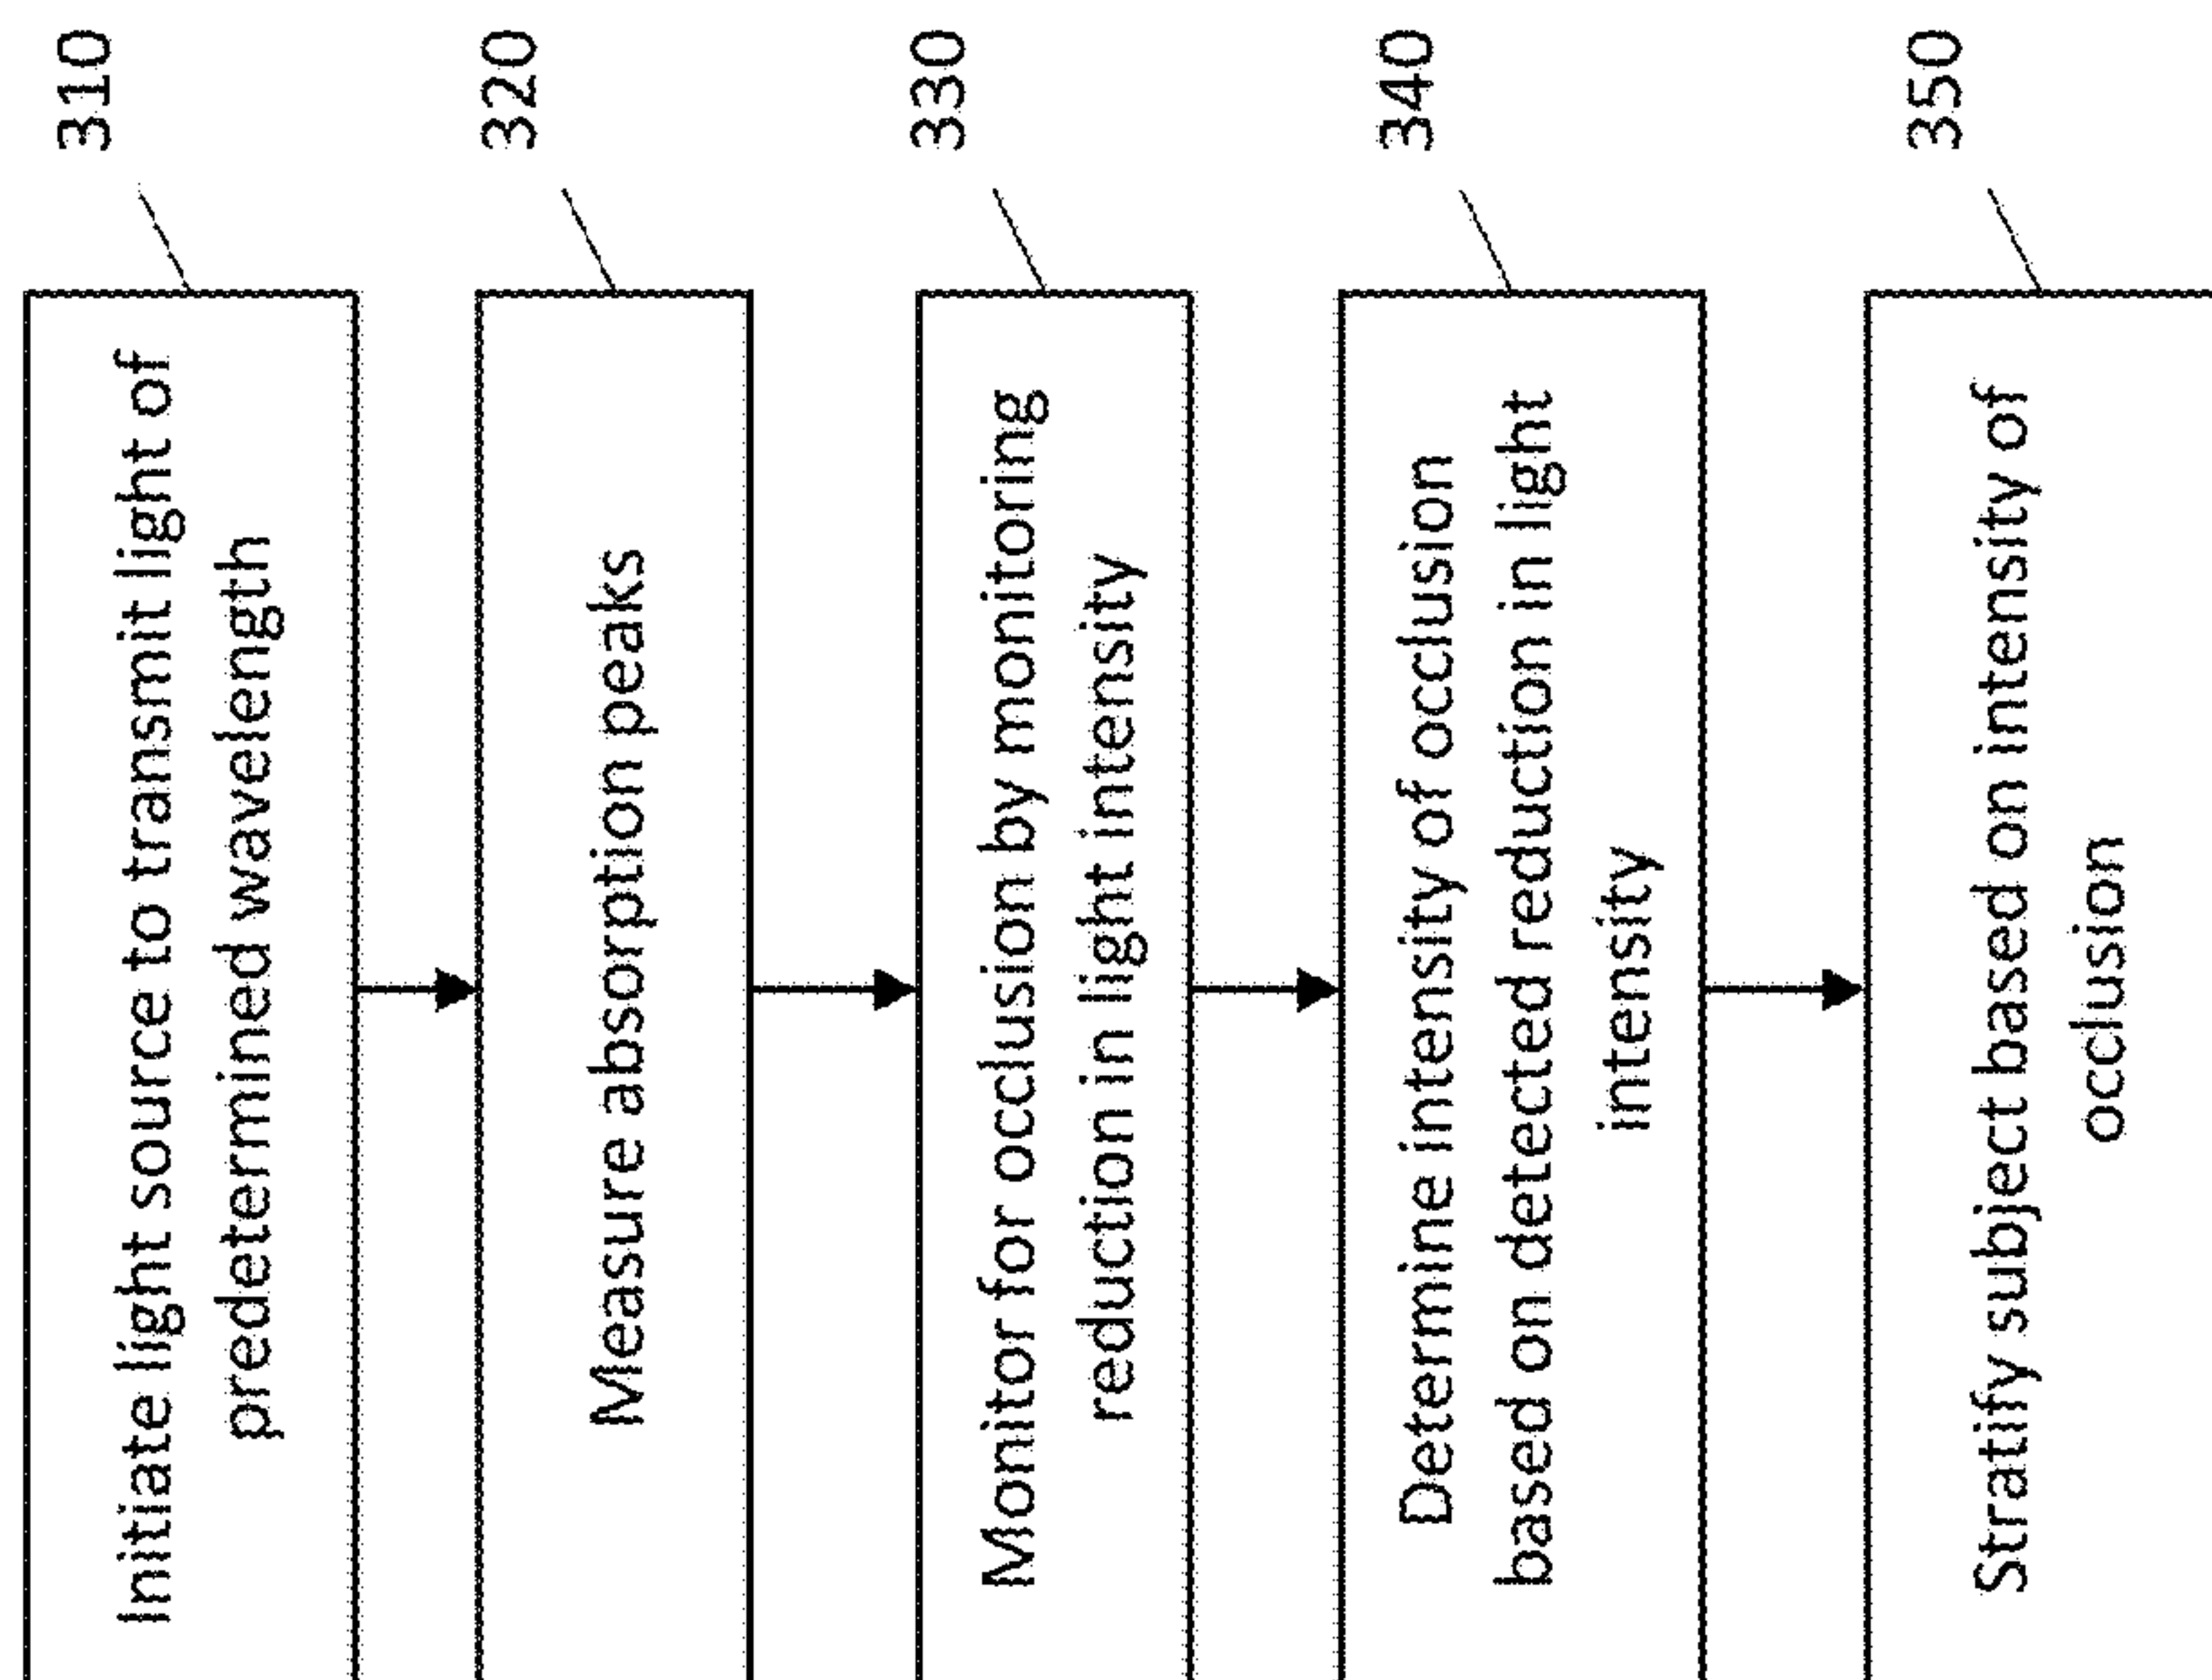 310
Initiate light source to transmit light of
predetermined wavelength
320
Measure absorption peaks
330
Monitor for occlusion by monitoring
reduction in light intensity
340
Determine intensity of occlusion
based on detected reduction in light
intensity
350
Stratify subject based on intensity of
occlusion